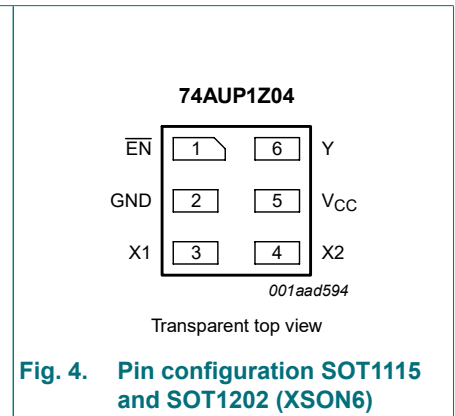 74AUP1Z04
EN 1 6 Y
GND 2 5 VCC
X1 3 4 X2
001aad594
Transparent top view
Fig. 4. Pin configuration SOT1115
and SOT1202 (XSON6)